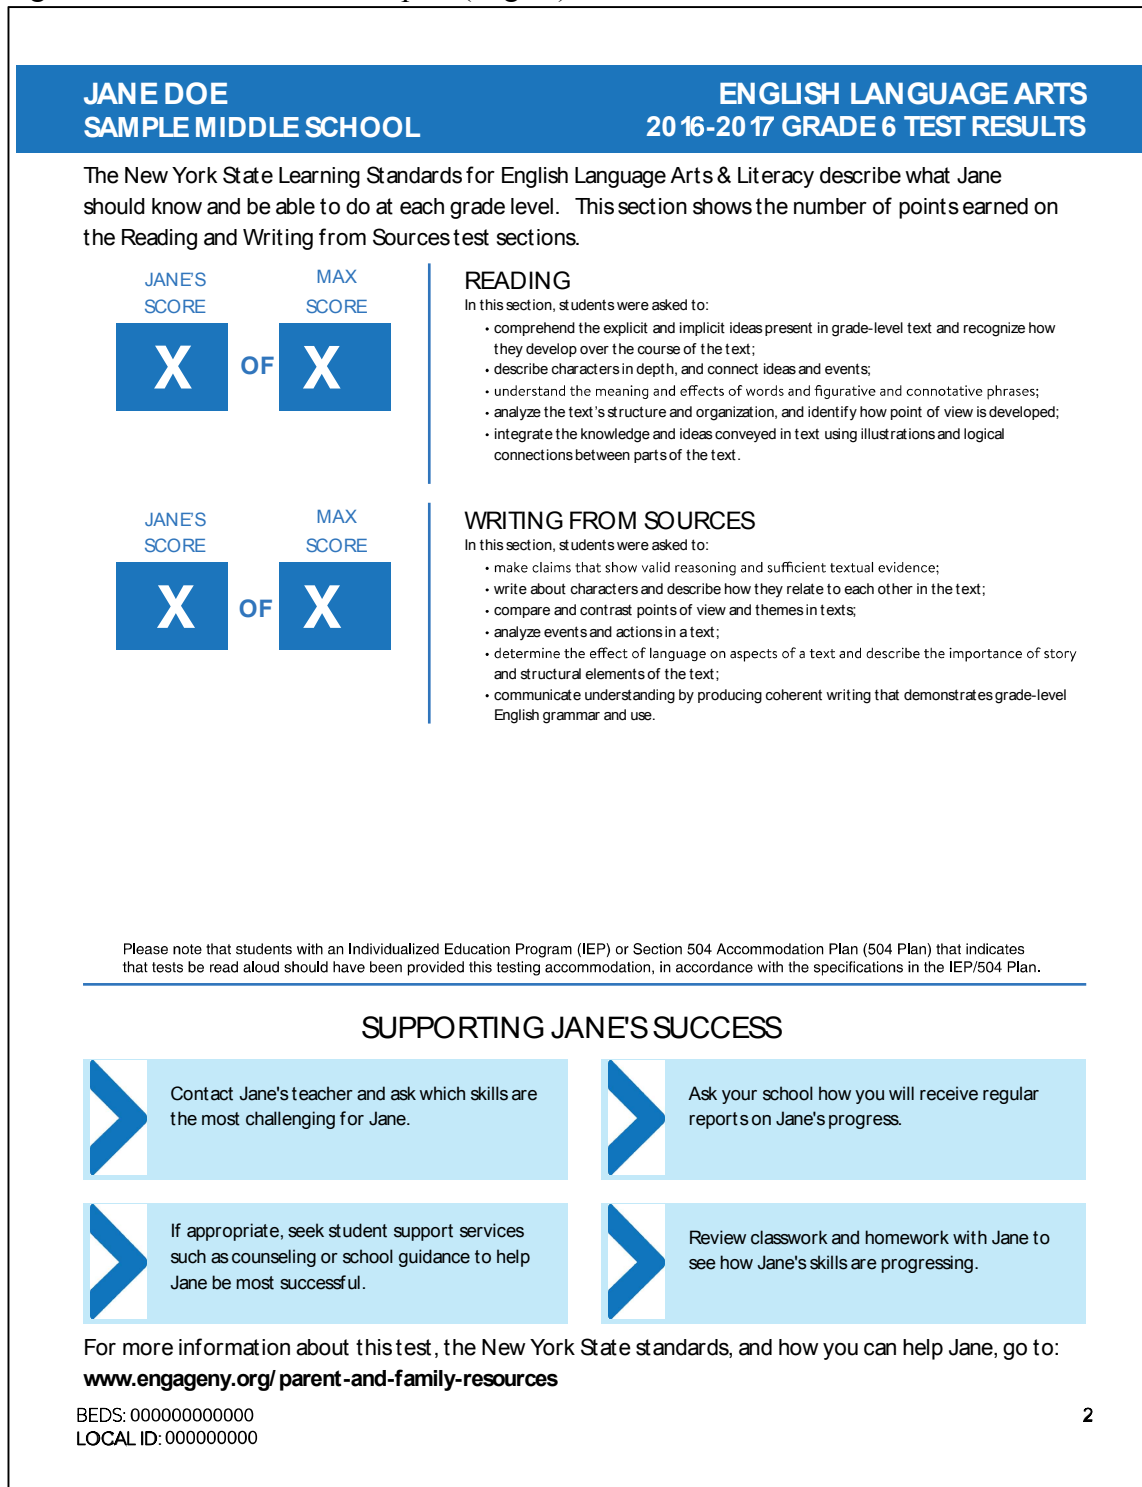 JANE DOE
SAMPLE MIDDLE SCHOOL
ENGLISH LANGUAGE ARTS
2016-2017 GRADE 6 TEST RESULTS
The New York State Learning Standards for English Language Arts & Literacy describe what Jane
should know and be able to do at each grade level. This section shows the number of points earned on
the Reading and Writing from Sources test sections.
JANE'S
SCORE
MAX
SCORE
X OF X
READING
In this section, students were asked to:
• comprehend the explicit and implicit ideas present in grade-level text and recognize how
they develop over the course of the text;
• describe characters in depth, and connect ideas and events;
• understand the meaning and effects of words and figurative and connotative phrases;
• analyze the text's structure and organization, and identify how point of view is developed;
• integrate the knowledge and ideas conveyed in text using illustrations and logical
connections between parts of the text.
JANE'S
SCORE
MAX
SCORE
X OF X
WRITING FROM SOURCES
In this section, students were asked to:
• make claims that show valid reasoning and sufficient textual evidence;
• write about characters and describe how they relate to each other in the text;
• compare and contrast points of view and themes in texts;
• analyze events and actions in a text;
• determine the effect of language on aspects of a text and describe the importance of story
and structural elements of the text;
• communicate understanding by producing coherent writing that demonstrates grade-level
English grammar and use.
Please note that students with an Individualized Education Program (IEP) or Section 504 Accommodation Plan (504 Plan) that indicates
that tests be read aloud should have been provided this testing accommodation, in accordance with the specifications in the IEP/504 Plan.
SUPPORTING JANE'S SUCCESS
Contact Jane's teacher and ask which skills are
the most challenging for Jane.
Ask your school how you will receive regular
reports on Jane's progress.
If appropriate, seek student support services
such as counseling or school guidance to help
Jane be most successful.
Review classwork and homework with Jane to
see how Jane's skills are progressing.
For more information about this test, the New York State standards, and how you can help Jane, go to:
www.engageny.org/parent-and-family-resources
BEDS: 000000000000
LOCAL ID: 000000000
2